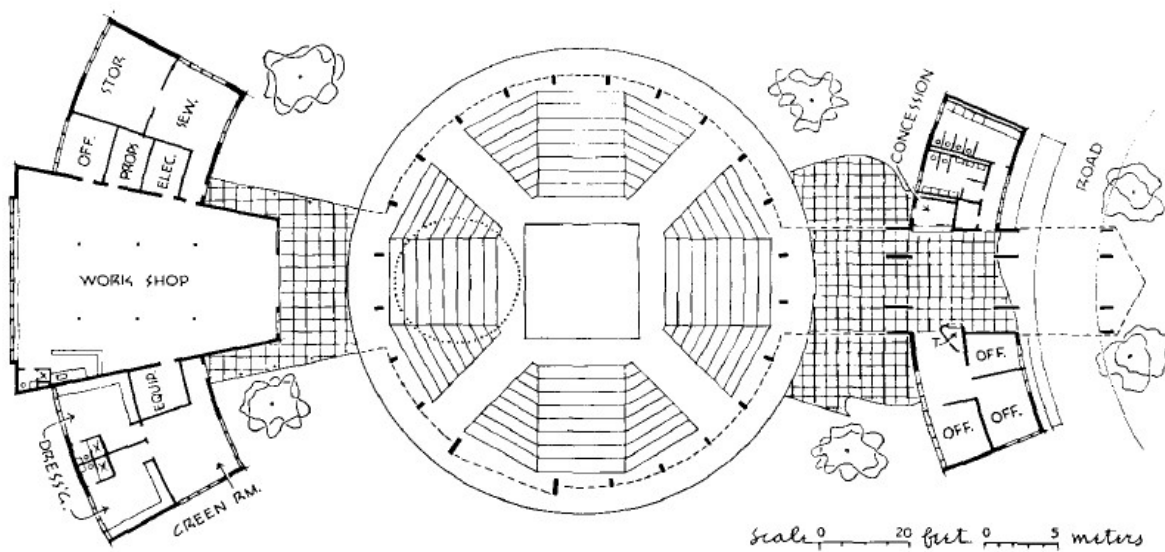 STOR
SEW.
OFF.
PROPS
ELEC.
WORK SHOP
EQUIP
DRESS'G.
GREEN RM.
CONCESSION
ROAD
T.
OFF.
OFF.
OFF.
scale 0 20 feet 0 5 meters